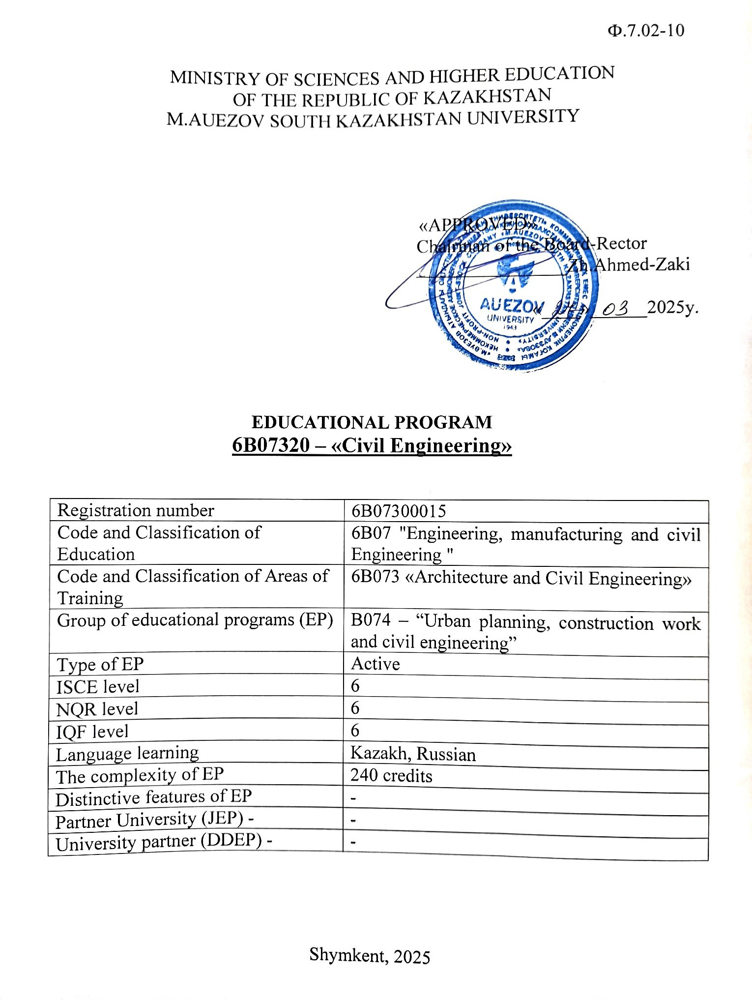 Ф.7.02-10
MINISTRY OF SCIENCES AND HIGHER EDUCATION
OF THE REPUBLIC OF KAZAKHSTAN
M.AUEZOV SOUTH KAZAKHSTAN UNIVERSITY
«APPROVED»
Chairman of the Board-Rector
Zh.Ahmed-Zaki
« » 03 2025y.
AUEZOV
UNIVERSITY
1943
EDUCATIONAL PROGRAM
6B07320 – «Civil Engineering»
Registration number 6B07300015
Code and Classification of 6B07 "Engineering, manufacturing and civil
Education Engineering "
Code and Classification of Areas of 6B073 «Architecture and Civil Engineering»
Training
Group of educational programs (EP) B074 – “Urban planning, construction work
and civil engineering”
Type of EP Active
ISCE level 6
NQR level 6
IQF level 6
Language learning Kazakh, Russian
The complexity of EP 240 credits
Distinctive features of EP -
Partner University (JEP) - -
University partner (DDEP) - -
Shymkent, 2025